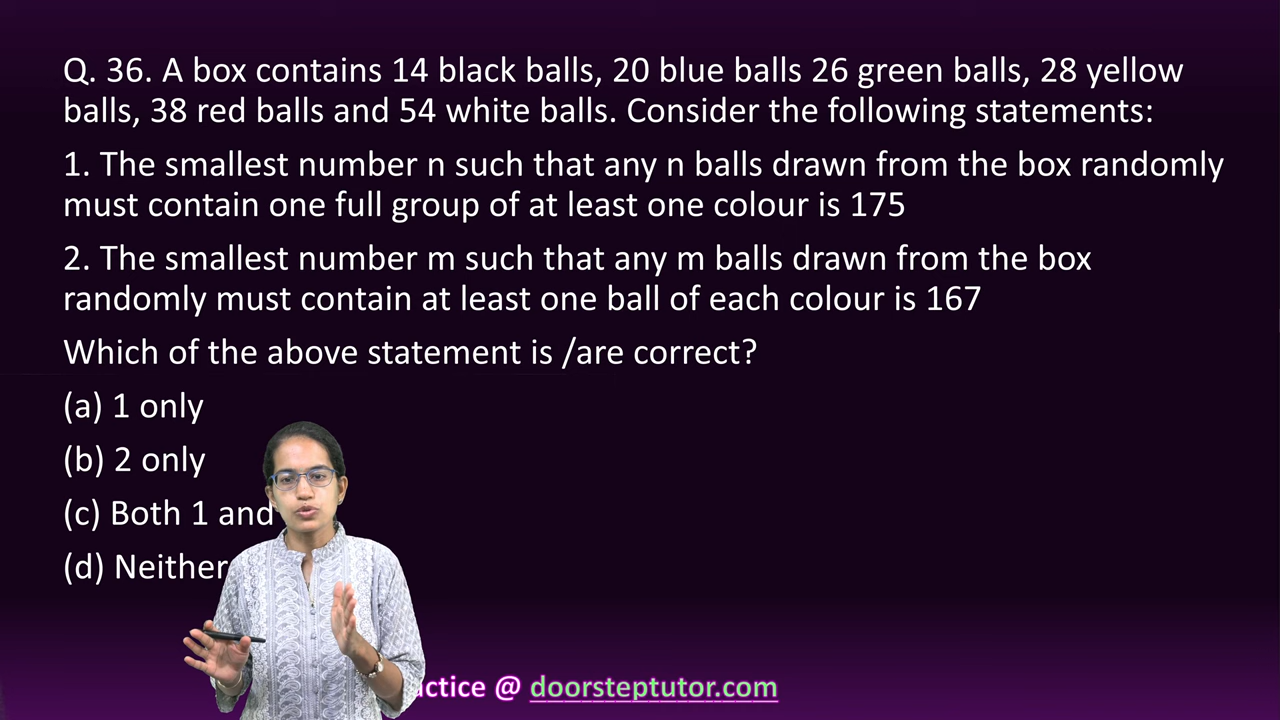 Q. 36. A box contains 14 black balls, 20 blue balls 26 green balls, 28 yellow
balls, 38 red balls and 54 white balls. Consider the following statements:
1. The smallest number n such that any n balls drawn from the box randomly
must contain one full group of at least one colour is 175
2. The smallest number m such that any m balls drawn from the box
randomly must contain at least one ball of each colour is 167
Which of the above statement is /are correct?
(a) 1 only
(b) 2 only
(c) Both 1 and
(d) Neither
@ doorsteptutor.com